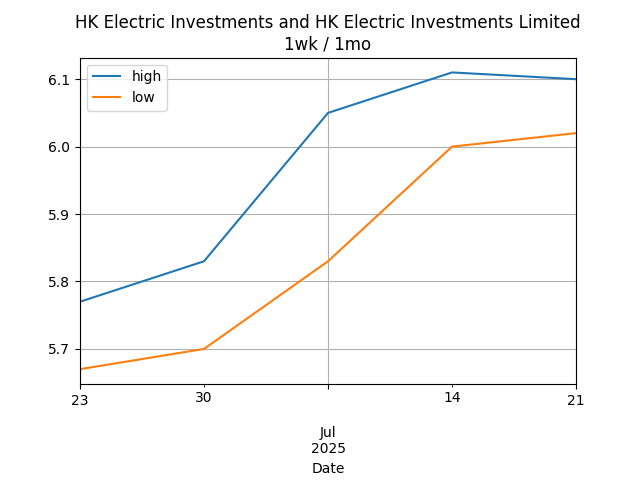 HK Electric Investments and HK Electric Investments Limited
1wk / 1mo
high
low
6.1
6.0
5.9
5.8
5.7
23
30
14
21
Jul
2025
Date